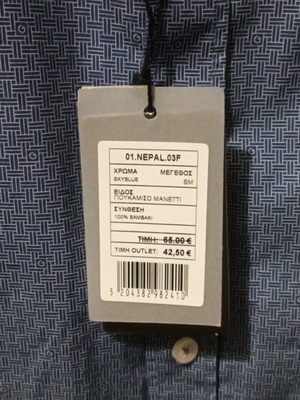 01.NEPAL.03F
ΧΡΩΜΑ ΜΕΓΕΘΟΣ
SKYBLUE SM
ΕΙΔΟΣ
ΠΟΥΚΑΜΙΣΟ MANETTI
ΣΥΝΘΕΣΗ
100% ΒΑΜΒΑΚΙ
ΤΙΜΗ: 65,00 €
ΤΙΜΗ OUTLET: 42,50 €
5 204382 982410